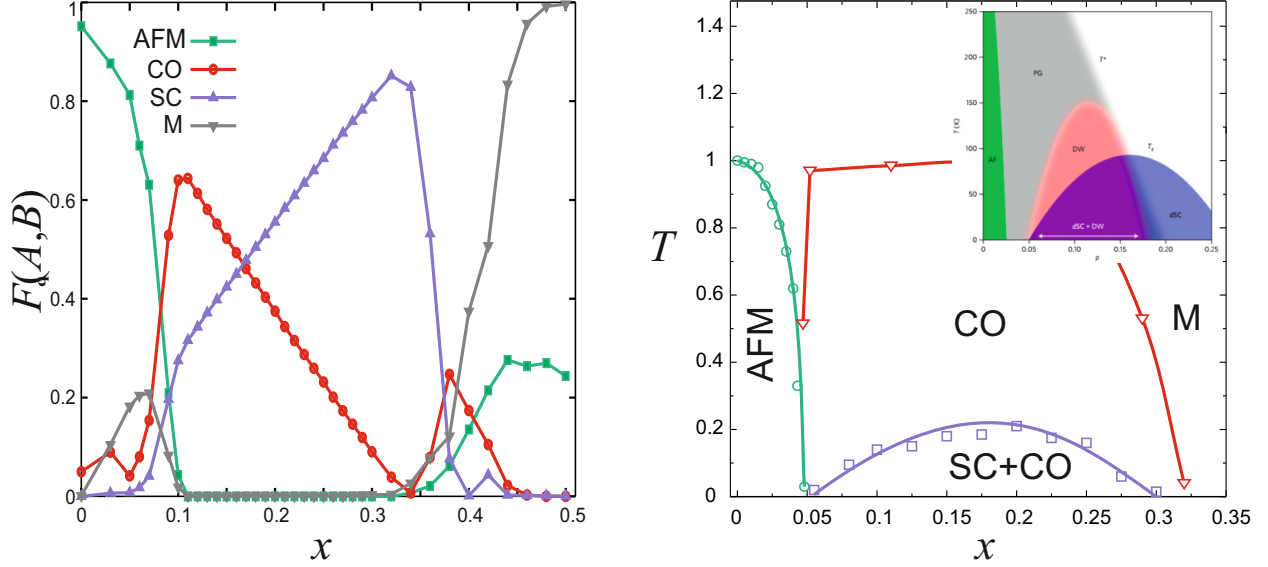 1
0.8
0.6
0.4
0.2
0
F(A,B)
AFM
CO
SC
M
0 0.1 0.2 0.3 0.4 0.5
x
1.4
1.2
1
0.8
0.6
0.4
0.2
0
T
AFM
CO
M
SC+CO
0 0.05 0.1 0.15 0.2 0.25 0.3 0.35
x
250
200
150
100
50
0
T (K)
PG
T*
AF
DW
Tc
dSC
dSC + DW
0 0.05 0.10 0.15 0.20 0.25
p